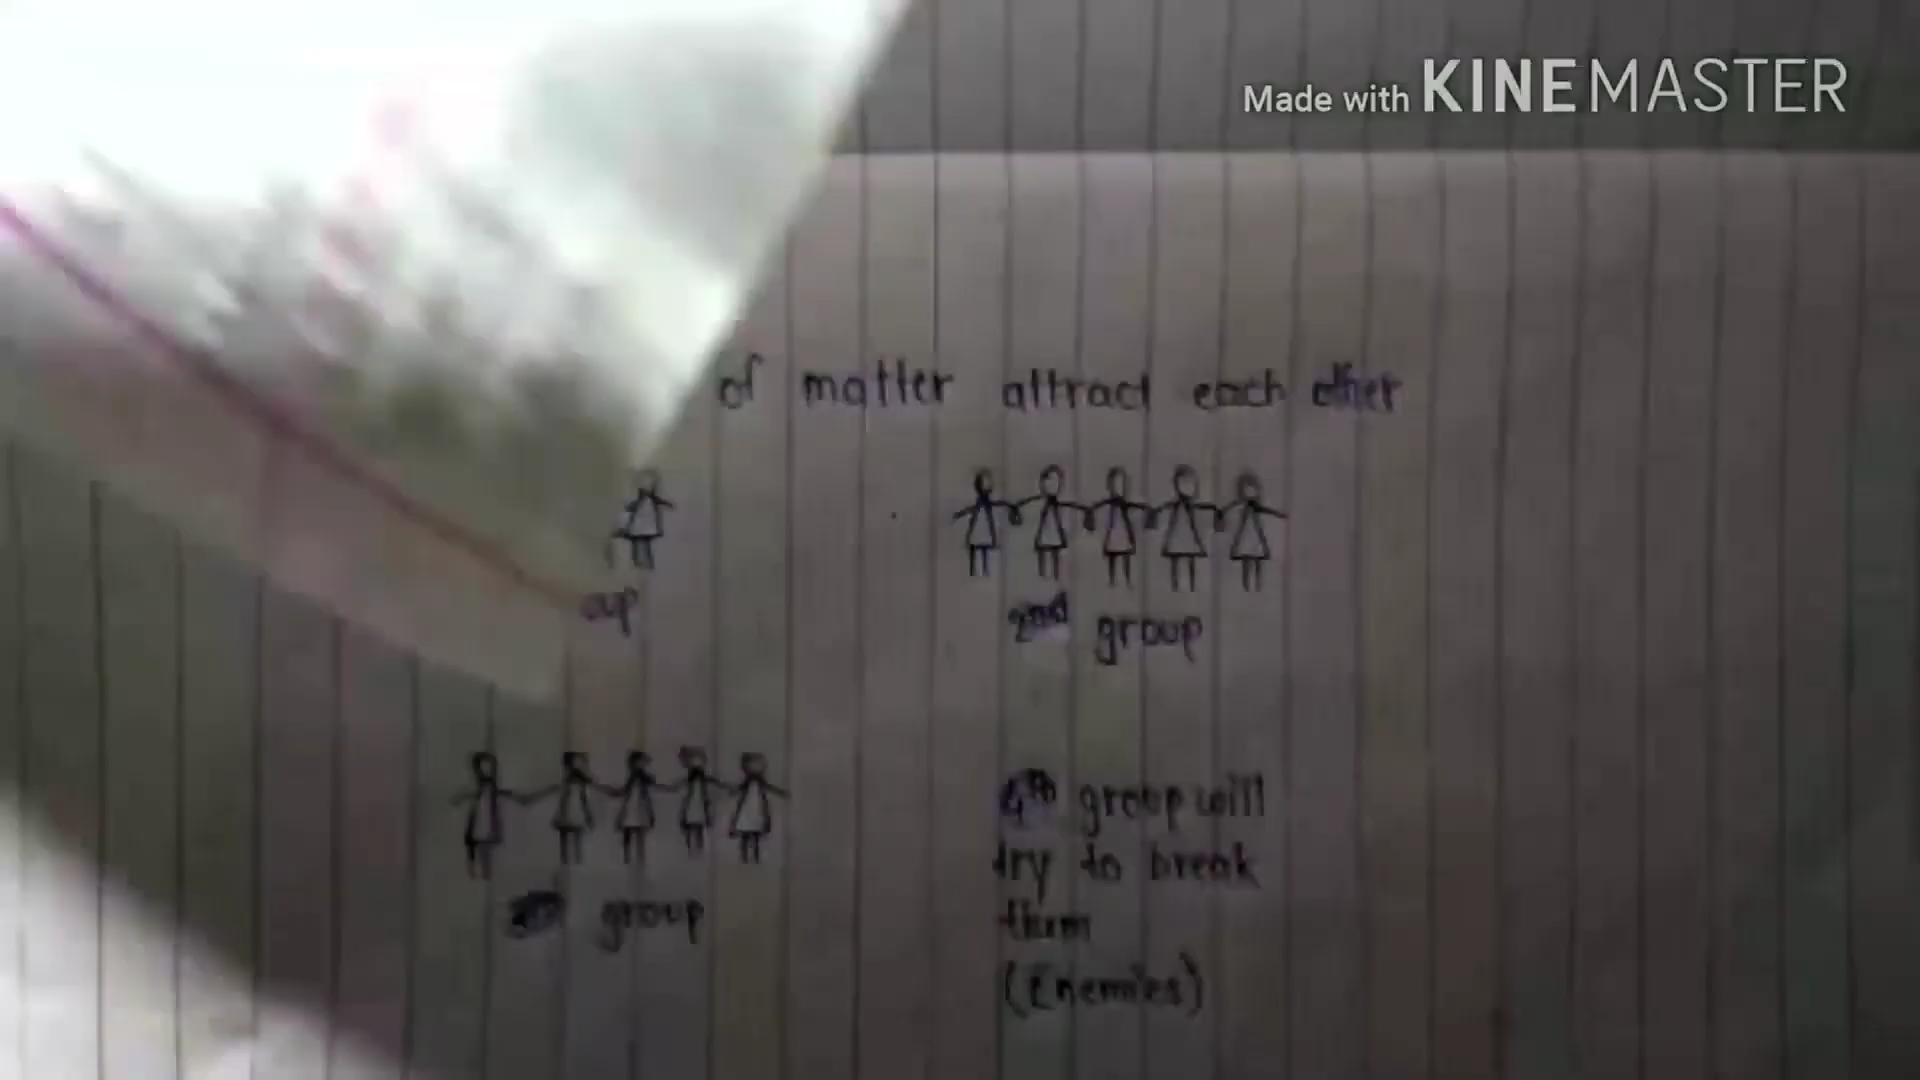 Made with KINEMASTER
of matter attract each other
2nd group
group
4th group will
try to break
them
(Enemies)